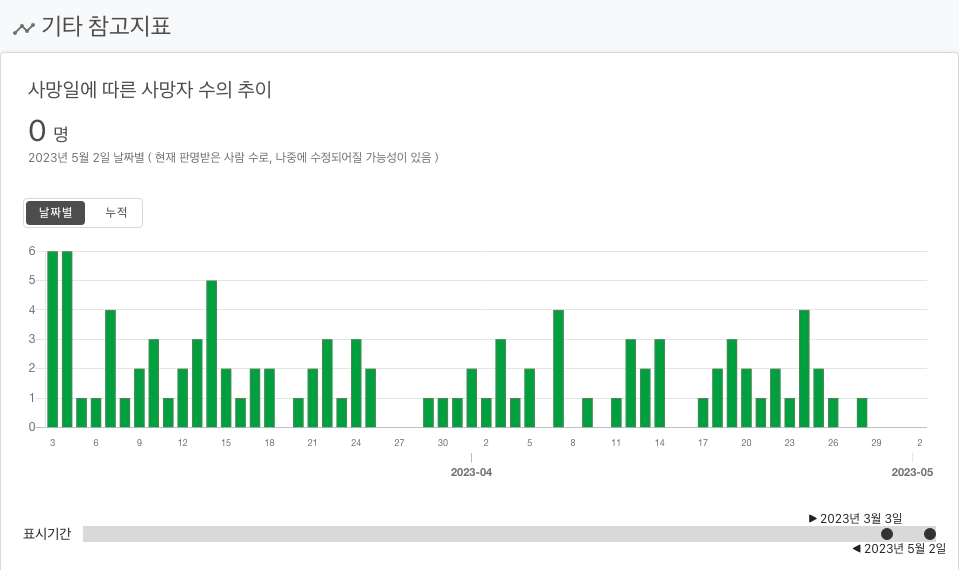 기타 참고지표
사망일에 따른 사망자 수의 추이
0 명
2023년 5월 2일 날짜별 ( 현재 판명받은 사람 수로, 나중에 수정되어질 가능성이 있음 )
날짜별 누적
6
5
4
3
2
1
0
3 6 9 12 15 18 21 24 27 30 2 5 8 11 14 17 20 23 26 29 2
2023-04 2023-05
▶ 2023년 3월 3일
표시기간
◀ 2023년 5월 2일